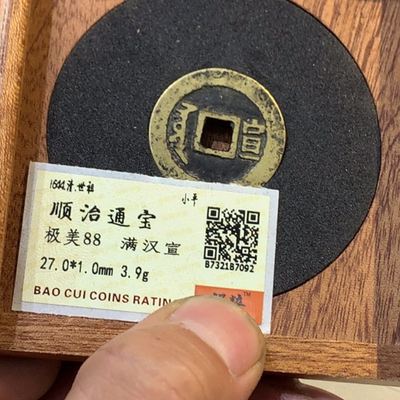 宣
1644 清.世祖
小平
顺治通宝
极美88 满汉宣
27.0*1.0mm 3.9g
B732187092
BAO CUI COINS RATIN